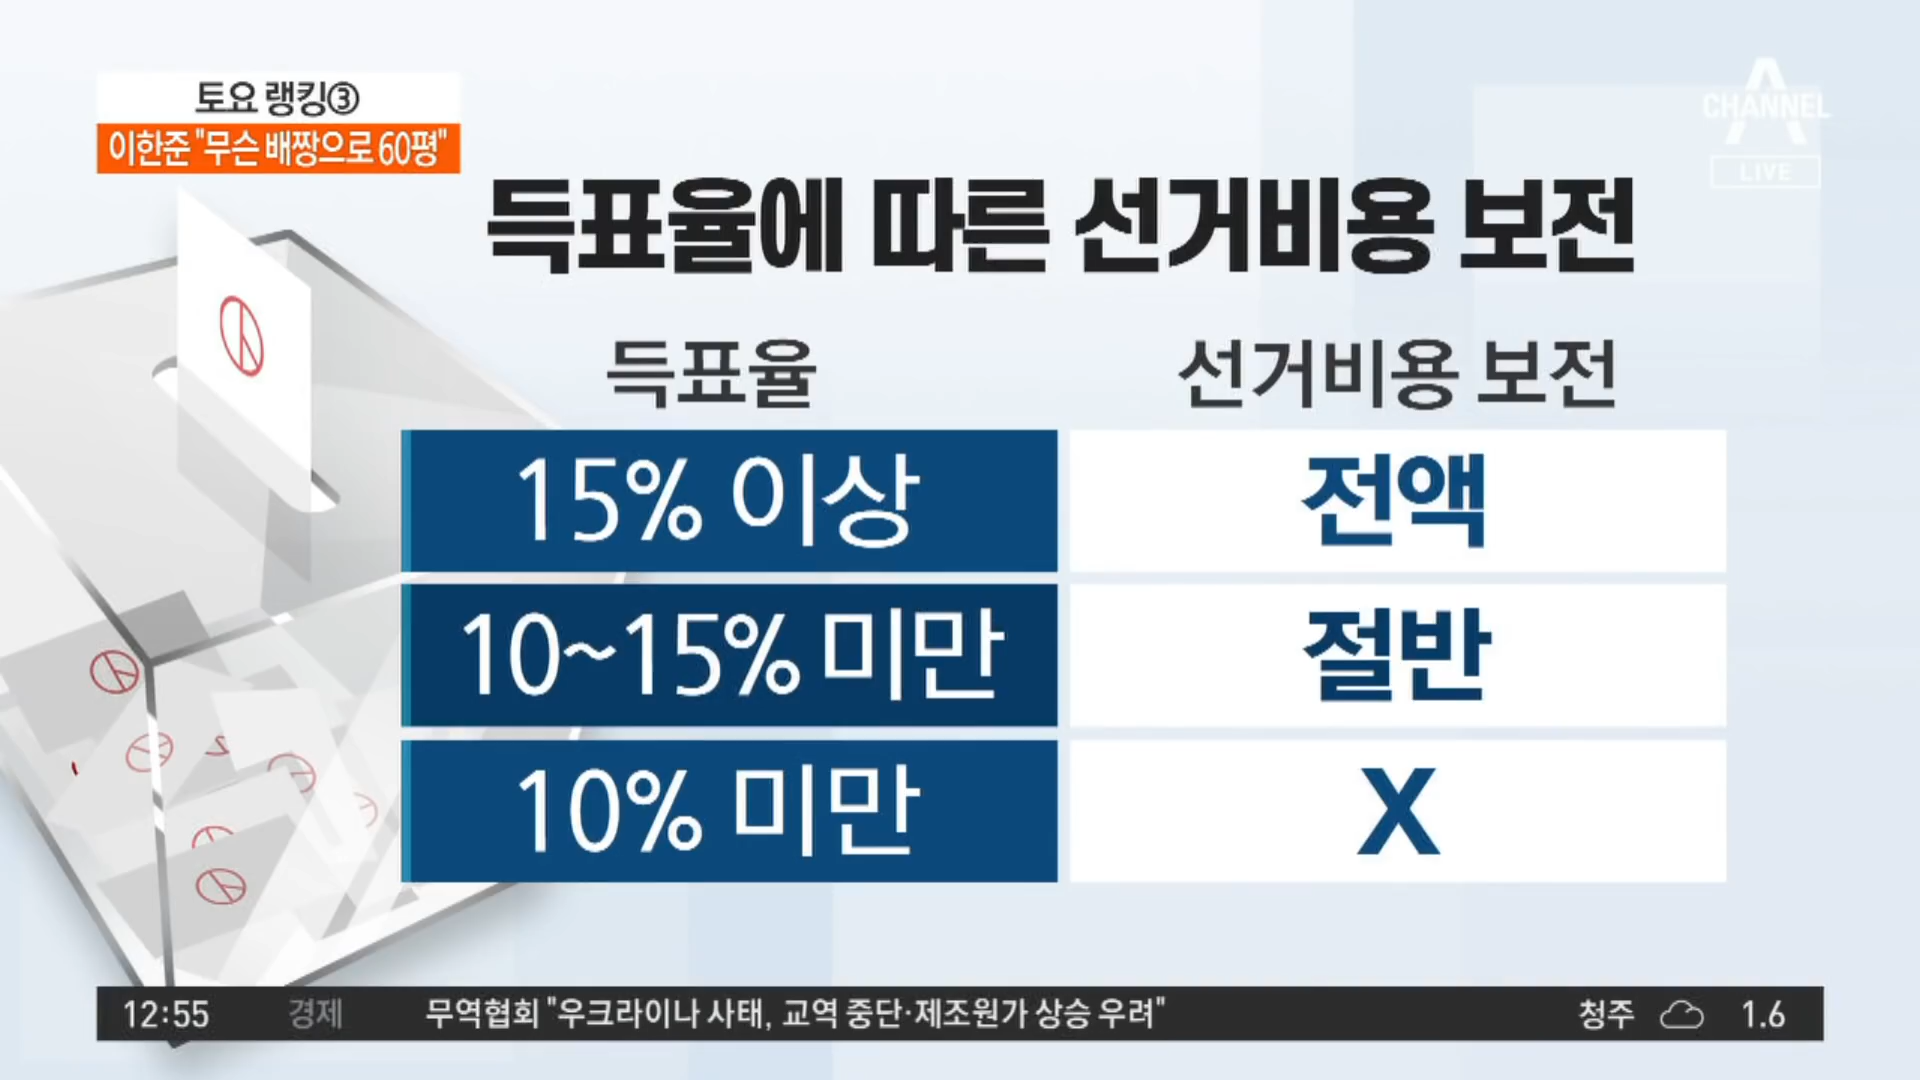 토요 랭킹③
이한준 "무슨 배짱으로 60평"
CHANNEL A
LIVE
득표율에 따른 선거비용 보전
득표율 선거비용 보전
15% 이상 전액
10~15% 미만 절반
10% 미만 X
12:55 경제 무역협회 "우크라이나 사태, 교역 중단·제조원가 상승 우려" 청주 1.6